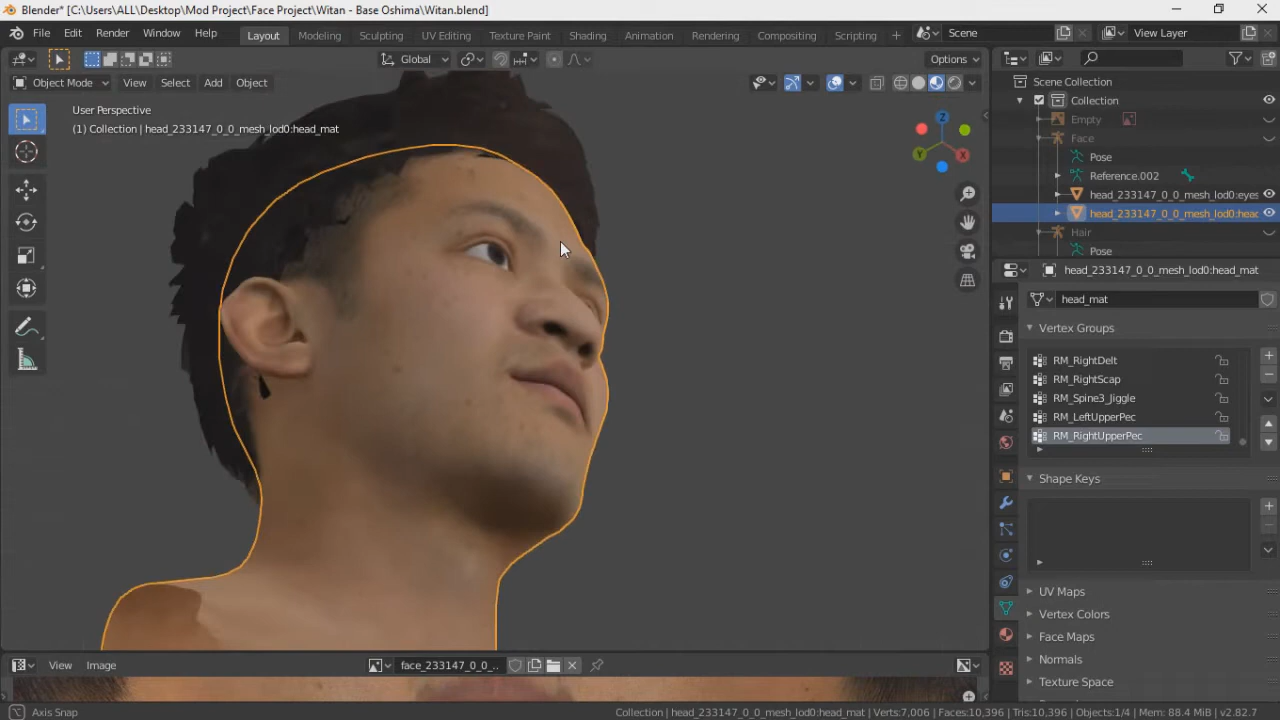 Blender* [C:\Users\ALL\Desktop\Mod Project\Face Project\Witan - Base Oshima\Witan.blend]
File Edit Render Window Help Layout Modeling Sculpting UV Editing Texture Paint Shading Animation Rendering Compositing Scripting + Scene View Layer
Global Options
Object Mode View Select Add Object
User Perspective
(1) Collection | head_233147_0_0_mesh_lod0:head_mat
Z
Y
X
Scene Collection
Collection
Empty
Face
Pose
Reference.002
head_233147_0_0_mesh_lod0:eyes
head_233147_0_0_mesh_lod0:head
Hair
Pose
head_233147_0_0_mesh_lod0:head_mat
head_mat
Vertex Groups
RM_RightDelt
RM_RightScap
RM_Spine3_Jiggle
RM_LeftUpperPec
RM_RightUpperPec
Shape Keys
UV Maps
Vertex Colors
Face Maps
Normals
Texture Space
View Image face_233147_0_0_..
Axis Snap
Collection | head_233147_0_0_mesh_lod0:head_mat | Verts:7,006 | Faces:10,396 | Tris:10,396 | Objects:1/4 | Mem: 88.4 MiB | v2.82.7